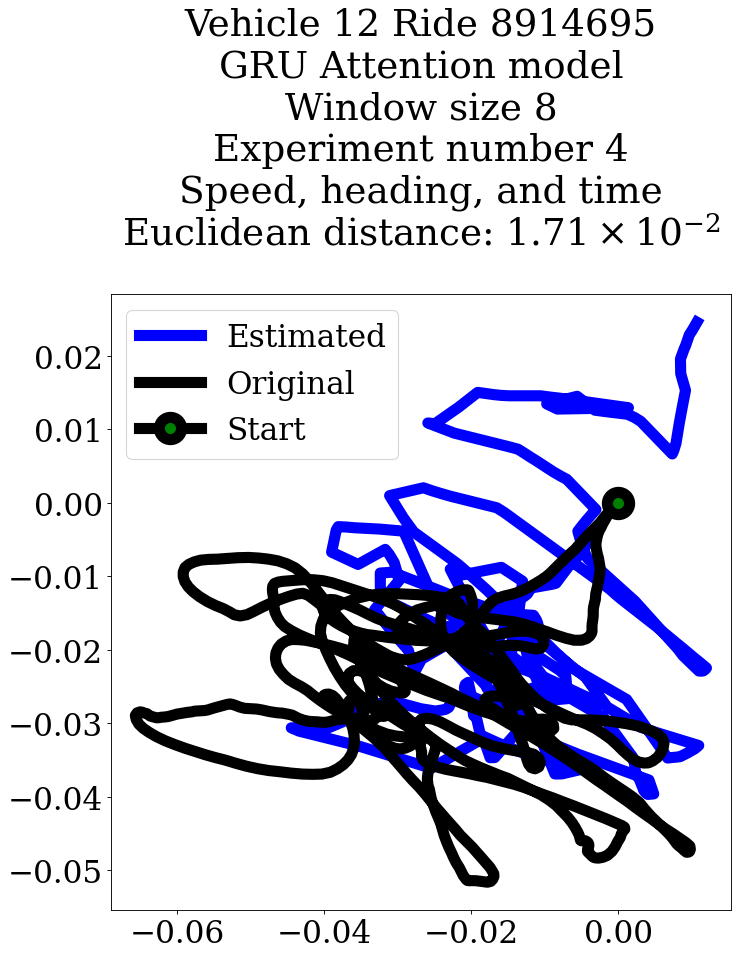 Vehicle 12 Ride 8914695
GRU Attention model
Window size 8
Experiment number 4
Speed, heading, and time
Euclidean distance: 1.71 × 10⁻²
Estimated
Original
Start
0.02
0.01
0.00
−0.01
−0.02
−0.03
−0.04
−0.05
−0.06 −0.04 −0.02 0.00